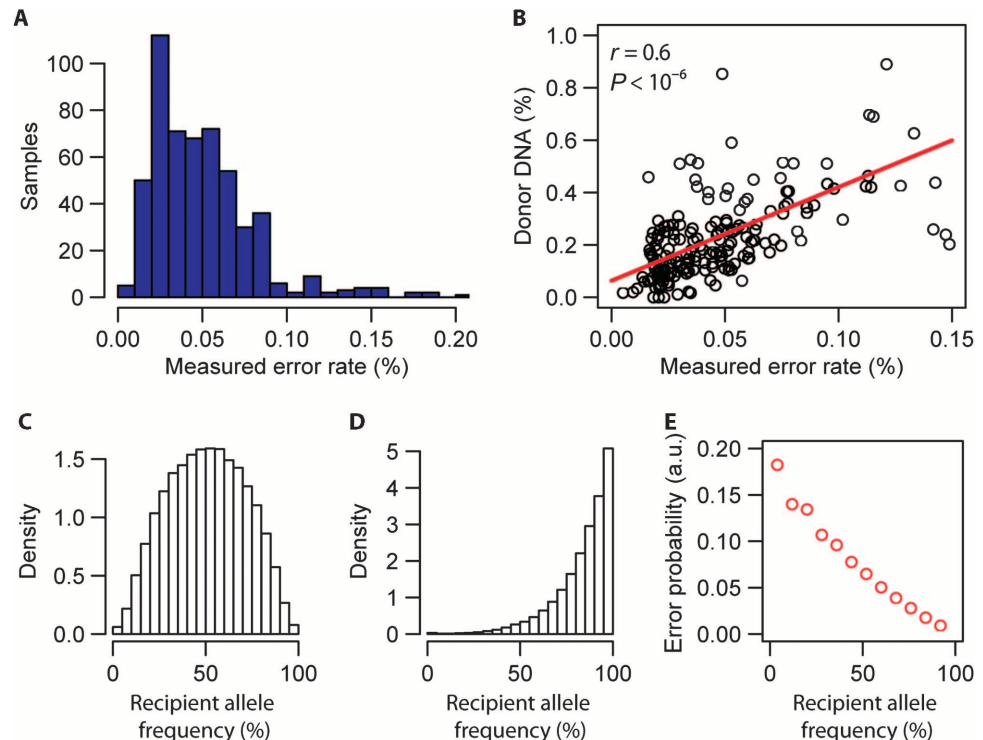 A
Samples
100
80
60
40
20
0
0.00 0.05 0.10 0.15 0.20
Measured error rate (%)
B
r = 0.6
P < 10⁻⁶
Donor DNA (%)
1.0
0.8
0.6
0.4
0.2
0.0
0.00 0.05 0.10 0.15
Measured error rate (%)
C
Density
1.5
1.0
0.5
0.0
0 50 100
Recipient allele
frequency (%)
D
Density
5
4
3
2
1
0
0 50 100
Recipient allele
frequency (%)
E
Error probability (a.u.)
0.20
0.15
0.10
0.05
0.00
0 50 100
Recipient allele
frequency (%)